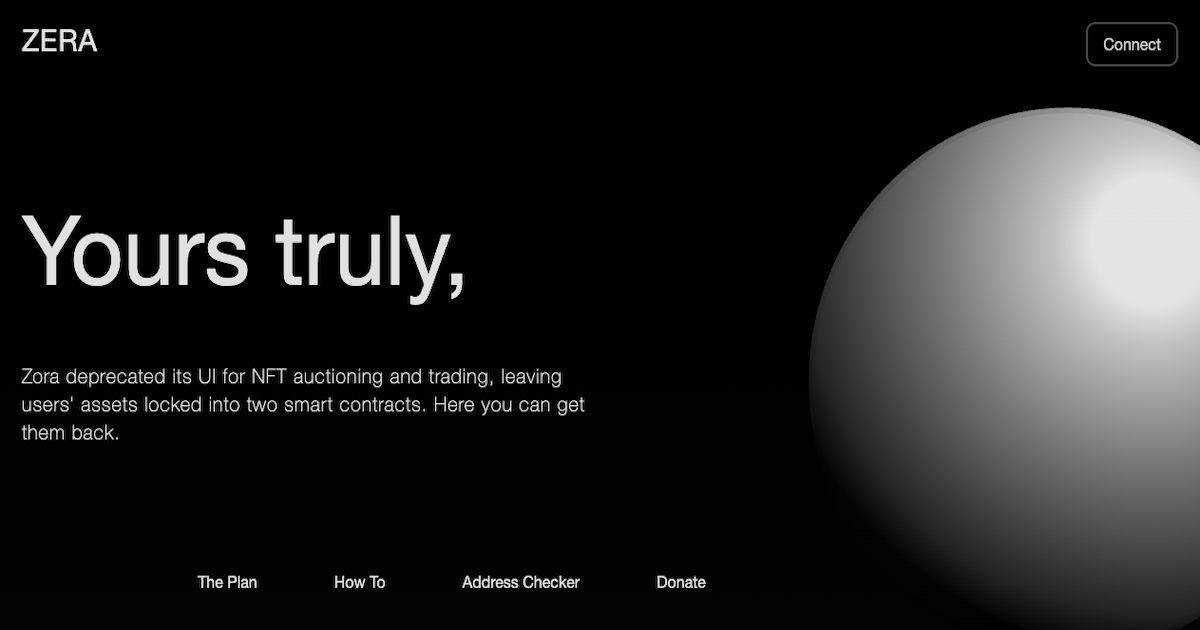 ZERA
Connect
Yours truly,
Zora deprecated its UI for NFT auctioning and trading, leaving
users' assets locked into two smart contracts. Here you can get
them back.
The Plan
How To
Address Checker
Donate